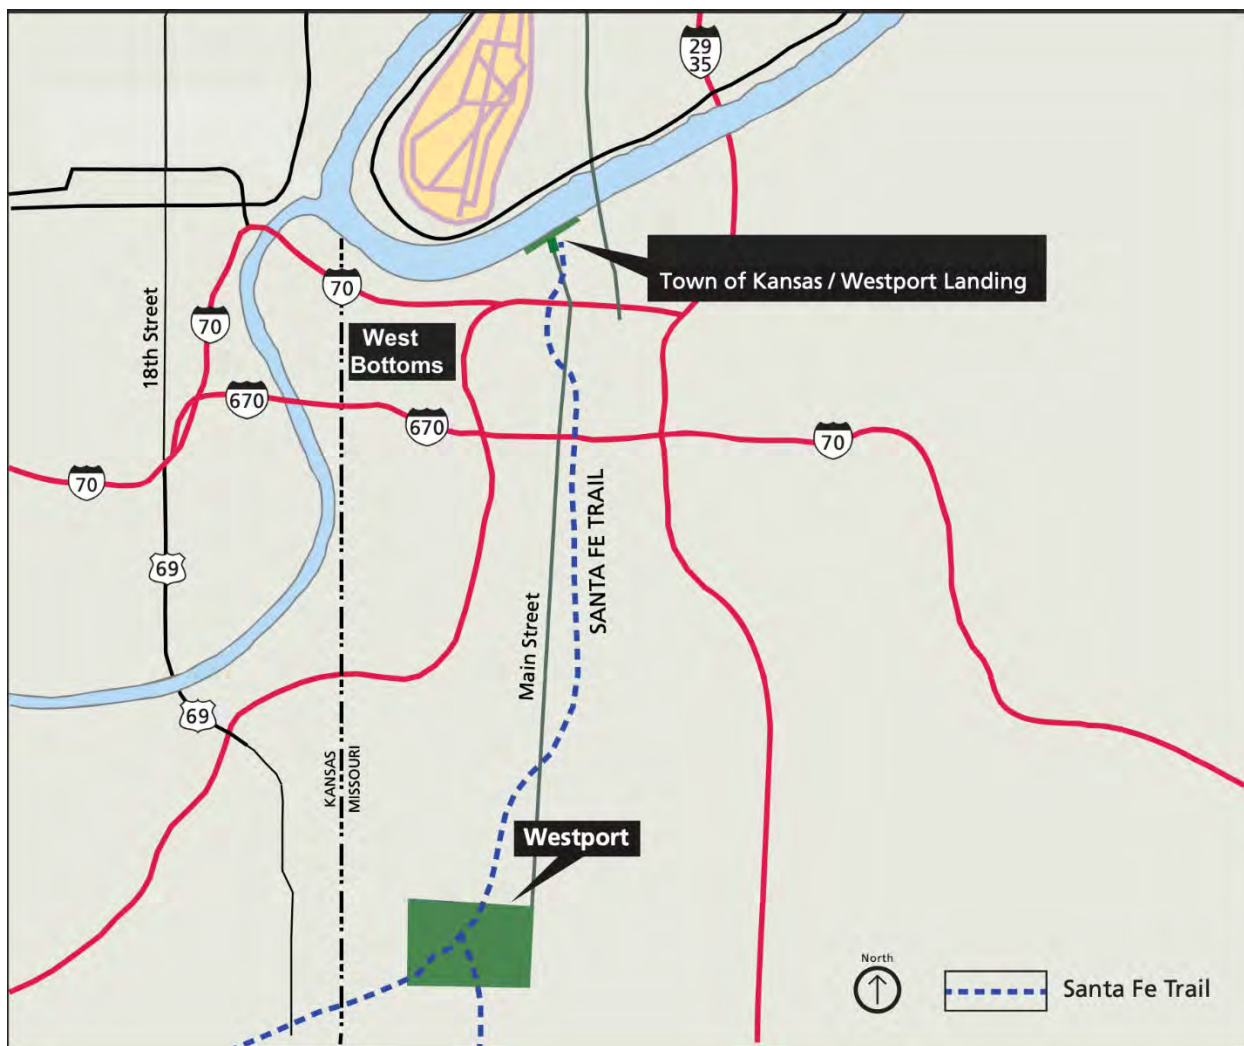 29
35
Town of Kansas / Westport Landing
70
70
West
Bottoms
18th Street
670
670
70
70
SANTA FE TRAIL
69
Main Street
69
KANSAS
MISSOURI
Westport
North
Santa Fe Trail